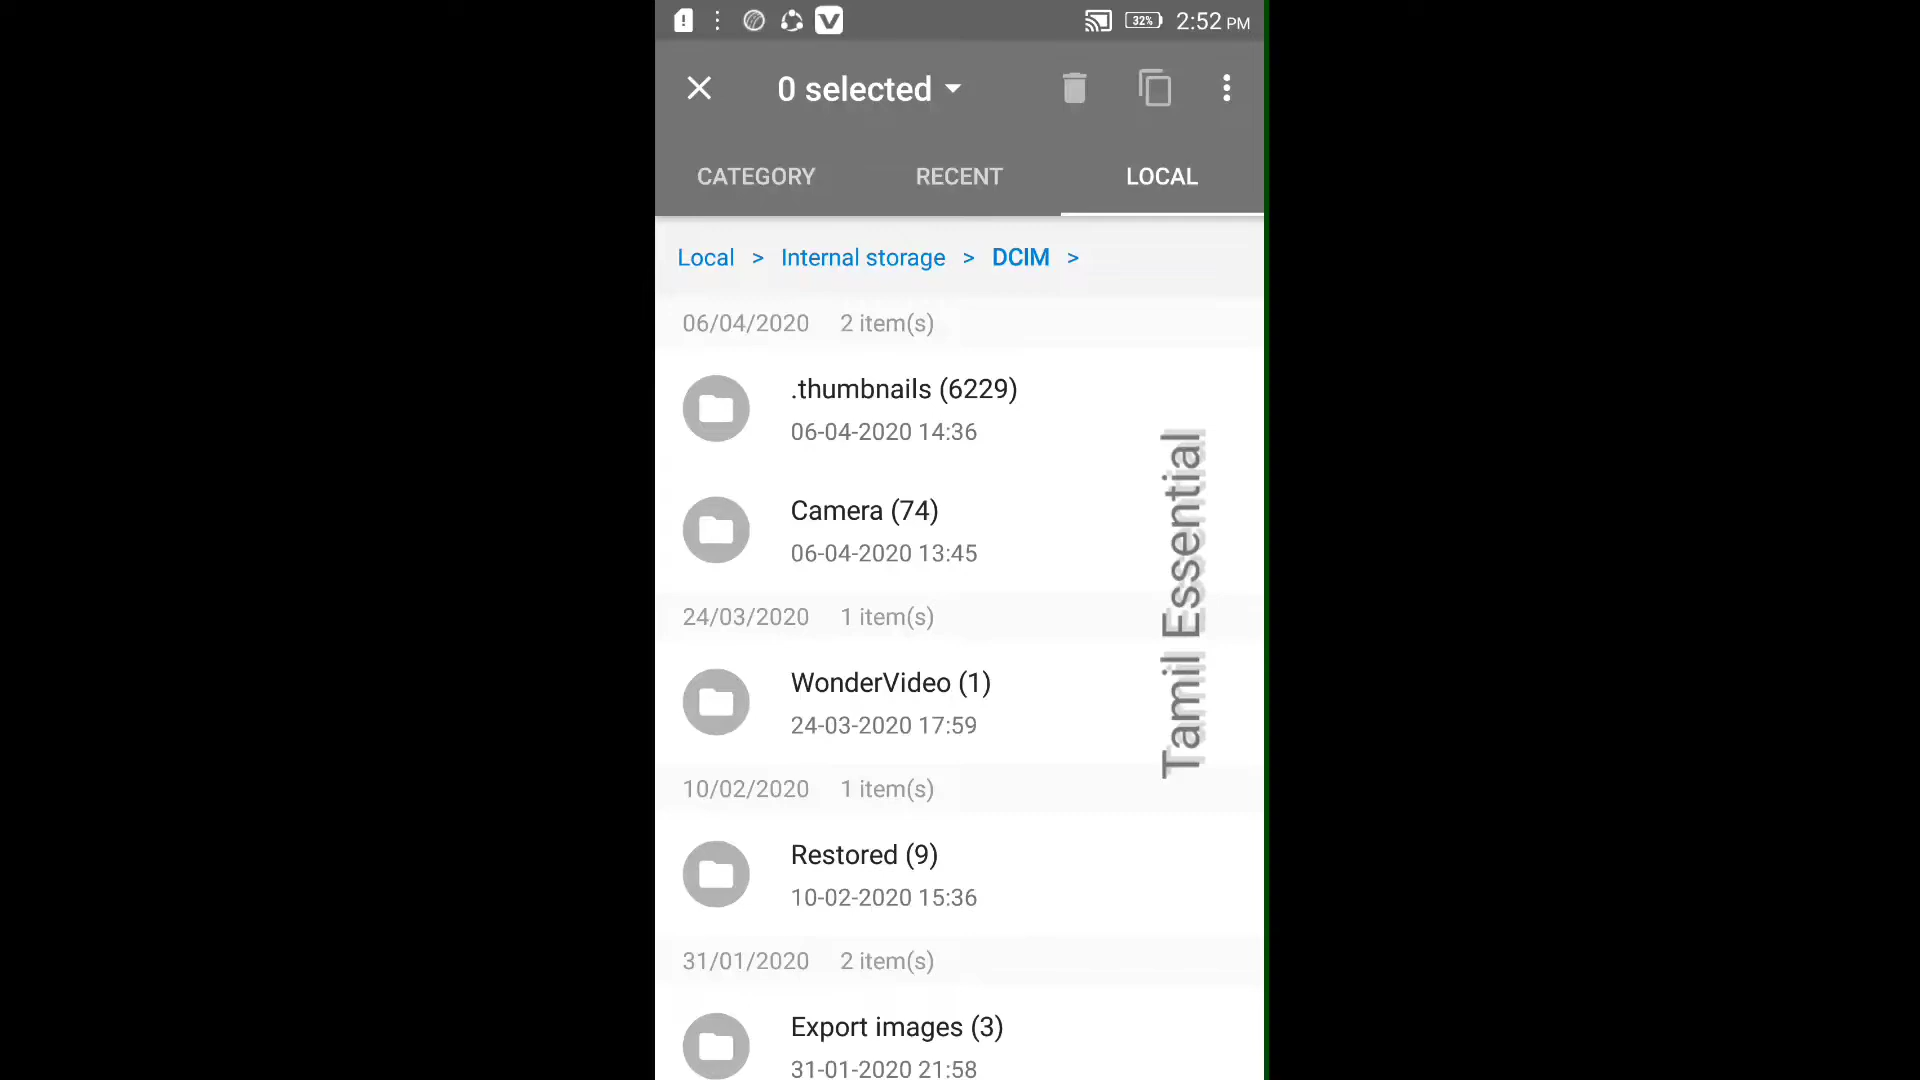 32% 2:52 PM
0 selected
CATEGORY RECENT LOCAL
Local > Internal storage > DCIM >
06/04/2020 2 item(s)
.thumbnails (6229)
06-04-2020 14:36
Camera (74)
06-04-2020 13:45
24/03/2020 1 item(s)
WonderVideo (1)
24-03-2020 17:59
10/02/2020 1 item(s)
Restored (9)
10-02-2020 15:36
31/01/2020 2 item(s)
Export images (3)
31-01-2020 21:58
Tamil Essential